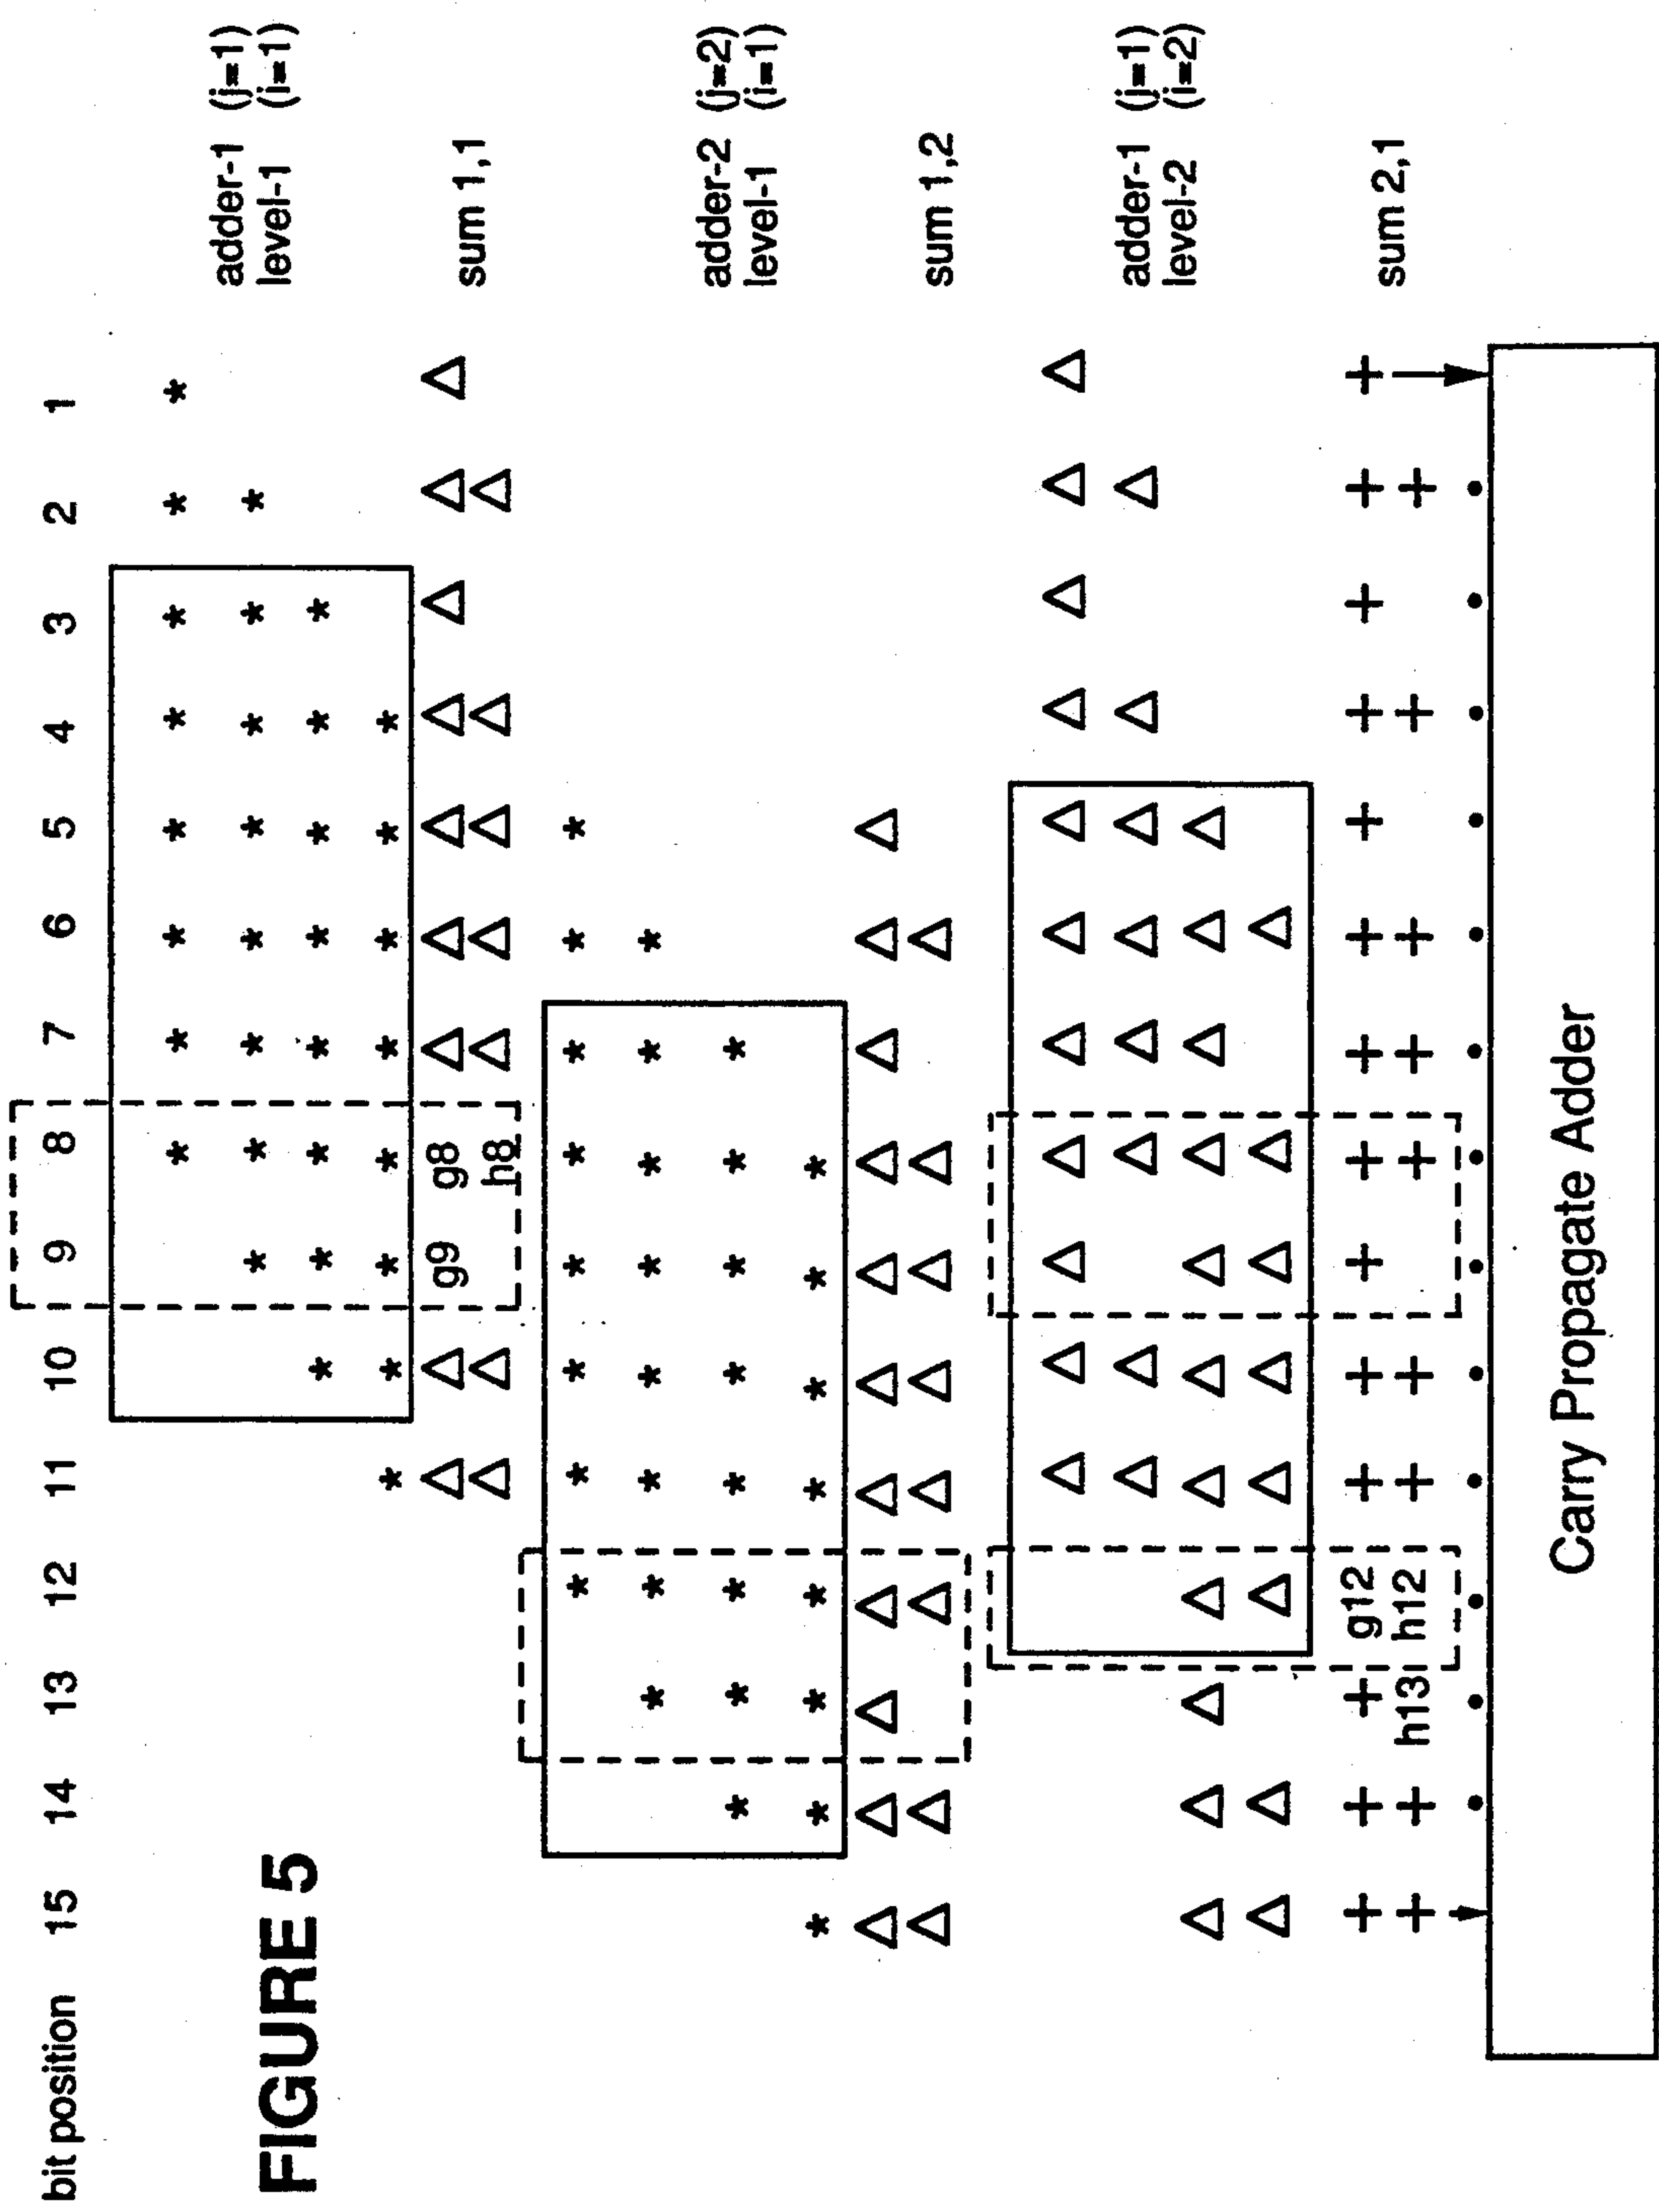 bit position 15 14 13 12 11 10 9 8 7 6 5 4 3 2 1
FIGURE 5
adder-1 (j=1)
level-1 (i=1)
g9 g8
h8
sum 1,1
adder-2 (j=2)
level-1 (i=1)
sum 1,2
adder-1 (j=1)
level-2 (i=2)
g12
h13 h12
sum 2,1
Carry Propagate Adder